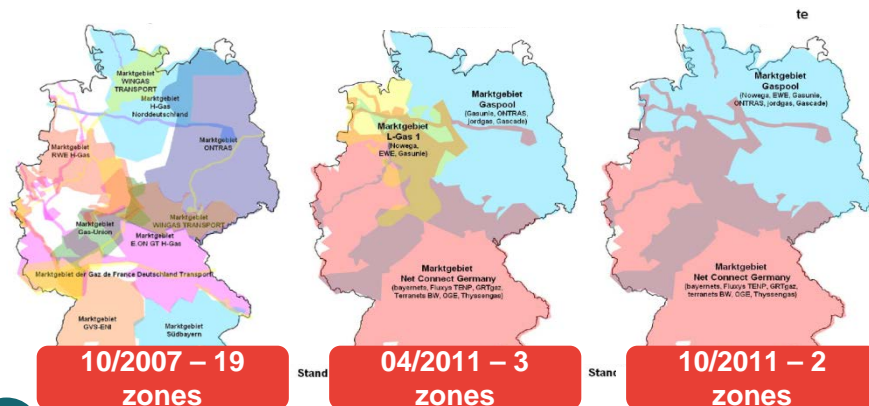 te
Marktgebiet
WINGAS
TRANSPORT
Marktgebiet
H-Gas
Norddeutschland
Marktgebiet
ONTRAS
Marktgebiet
RWE H-Gas
Marktgebiet
WINGAS TRANSPORT
Marktgebiet
Gas-Union
Marktgebiet
E.ON GT H-Gas
Marktgebiet der Gaz de France Deutschland Transport
Marktgebiet
GVS-ENI
Marktgebiet
Südbayern
10/2007 – 19
zones
Marktgebiet
Gaspool
(Gasunie, ONTRAS,
jordgas, Gascade)
Marktgebiet
L-Gas 1
(Nowega,
EWE, Gasunie)
Marktgebiet
Net Connect Germany
(bayernets, Fluxys TENP, GRTgaz,
Terranets BW, OGE, Thyssengas)
Stand
04/2011 – 3
zones
Marktgebiet
Gaspool
(Nowega, EWE, Gasunie,
ONTRAS, jordgas, Gascade)
Marktgebiet
Net Connect Germany
(bayernets, Fluxys TENP, GRTgaz,
terranets BW, OGE, Thyssengas)
Stand
10/2011 – 2
zones